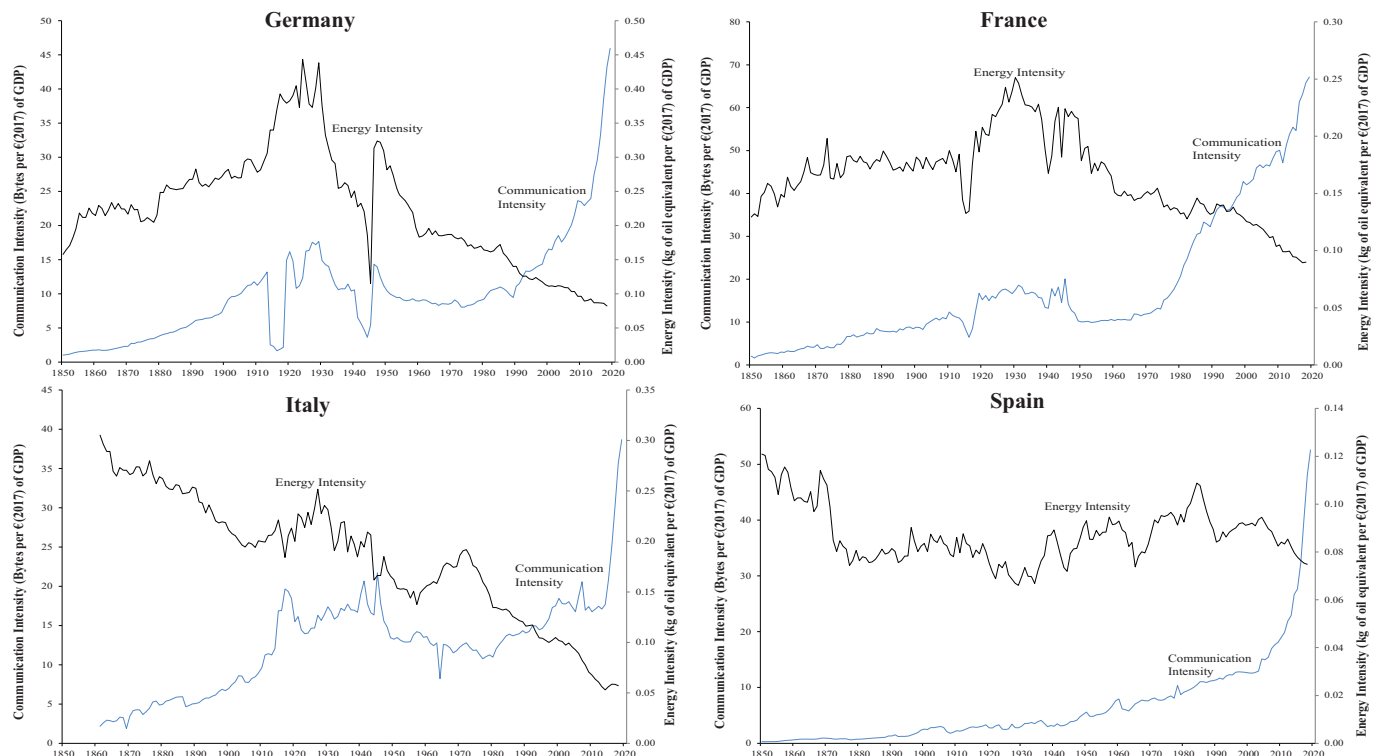 Germany
Communication Intensity (Bytes per €(2017) of GDP)
50
45
40
35
30
25
20
15
10
5
0
Energy Intensity
Communication
Intensity
0.50
0.40
0.30
0.20
0.10
0.00
Energy Intensity (kg of oil equivalent per €(2017) of GDP)
1850 1860 1870 1880 1890 1900 1910 1920 1930 1940 1950 1960 1970 1980 1990 2000 2010 2020
France
Communication Intensity (Bytes per €(2017) of GDP)
80
70
60
50
40
30
20
10
0
Energy Intensity
Communication
Intensity
0.30
0.25
0.20
0.15
0.10
0.05
0.00
Energy Intensity (kg of oil equivalent per €(2017) of GDP)
1850 1860 1870 1880 1890 1900 1910 1920 1930 1940 1950 1960 1970 1980 1990 2000 2010 2020
Italy
Communication Intensity (Bytes per €(2017) of GDP)
45
40
35
30
25
20
15
10
5
0
Energy Intensity
Communication
Intensity
0.35
0.30
0.25
0.20
0.15
0.10
0.05
0.00
Energy Intensity (kg of oil equivalent per €(2017) of GDP)
1850 1860 1870 1880 1890 1900 1910 1920 1930 1940 1950 1960 1970 1980 1990 2000 2010 2020
Spain
Communication Intensity (Bytes per €(2017) of GDP)
60
50
40
30
20
10
0
Energy Intensity
Communication
Intensity
0.14
0.12
0.10
0.08
0.06
0.04
0.02
0.00
Energy Intensity (kg of oil equivalent per €(2017) of GDP)
1850 1860 1870 1880 1890 1900 1910 1920 1930 1940 1950 1960 1970 1980 1990 2000 2010 2020